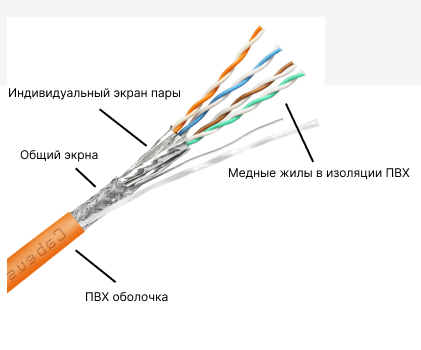 Индивидуальный экран пары
Общий экрна
Медные жилы в изоляции ПВХ
ПВХ оболочка